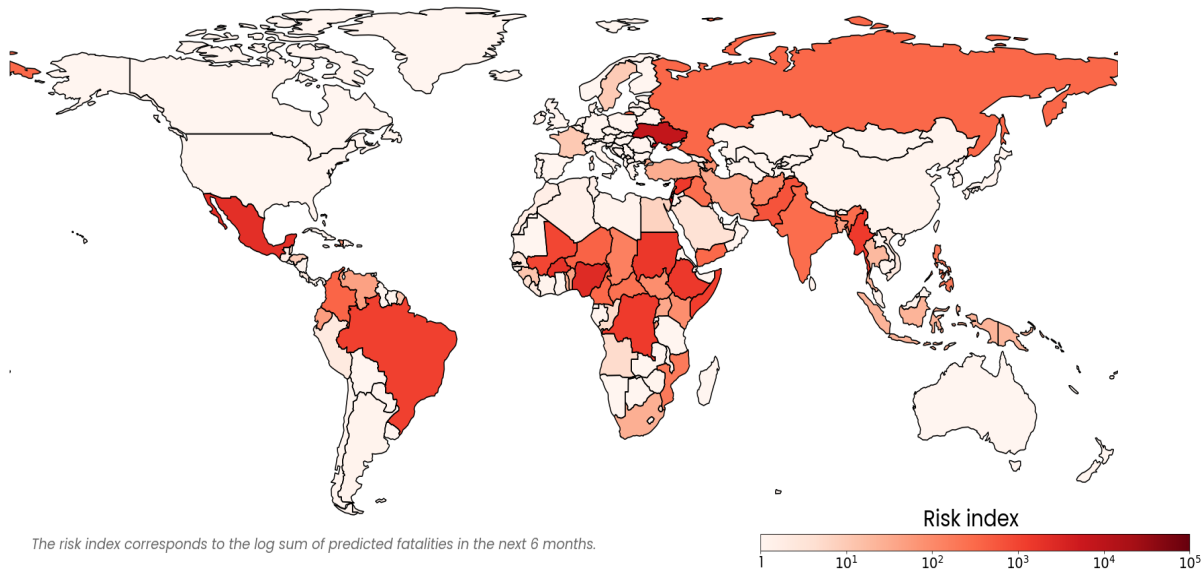 Risk index
The risk index corresponds to the log sum of predicted fatalities in the next 6 months.
1 10¹ 10² 10³ 10⁴ 10⁵